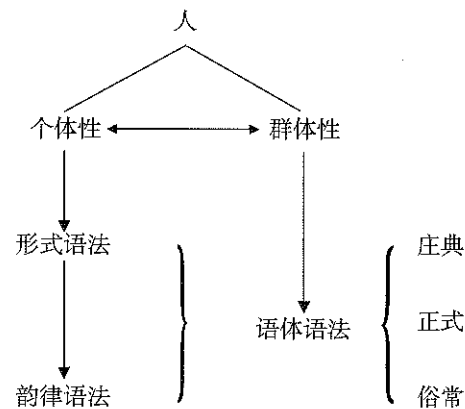 人
个体性 群体性
形式语法 庄典
语体语法 正式
韵律语法 俗常